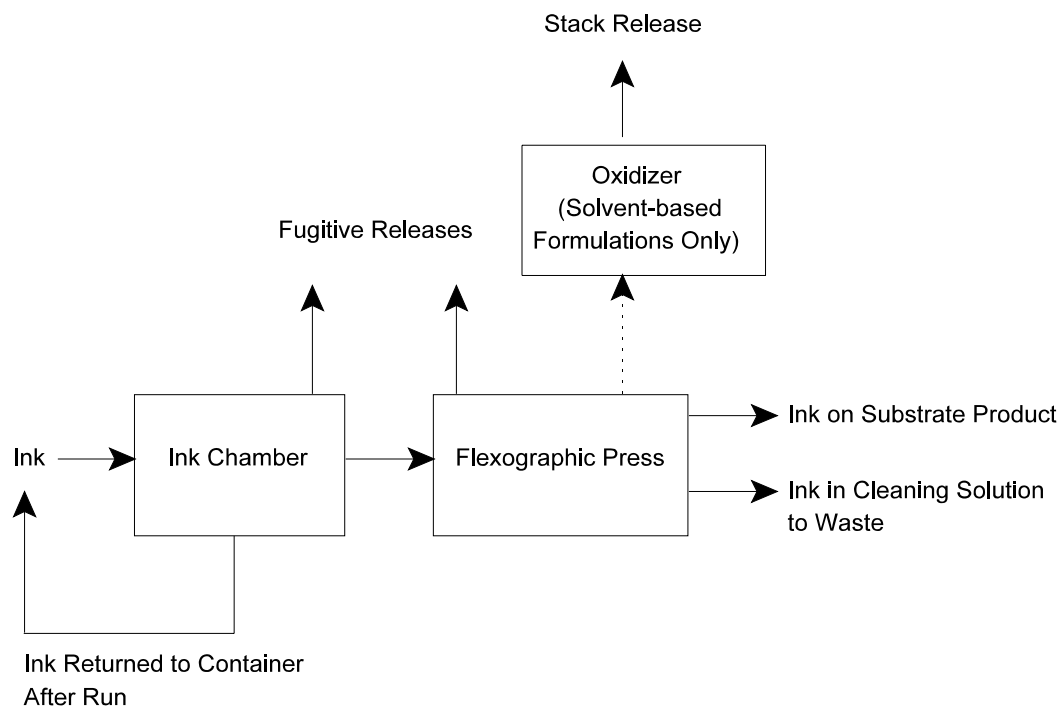 Stack Release
Oxidizer
(Solvent-based
Formulations Only)
Fugitive Releases
Ink
Ink Chamber
Flexographic Press
Ink on Substrate Product
Ink in Cleaning Solution
to Waste
Ink Returned to Container
After Run